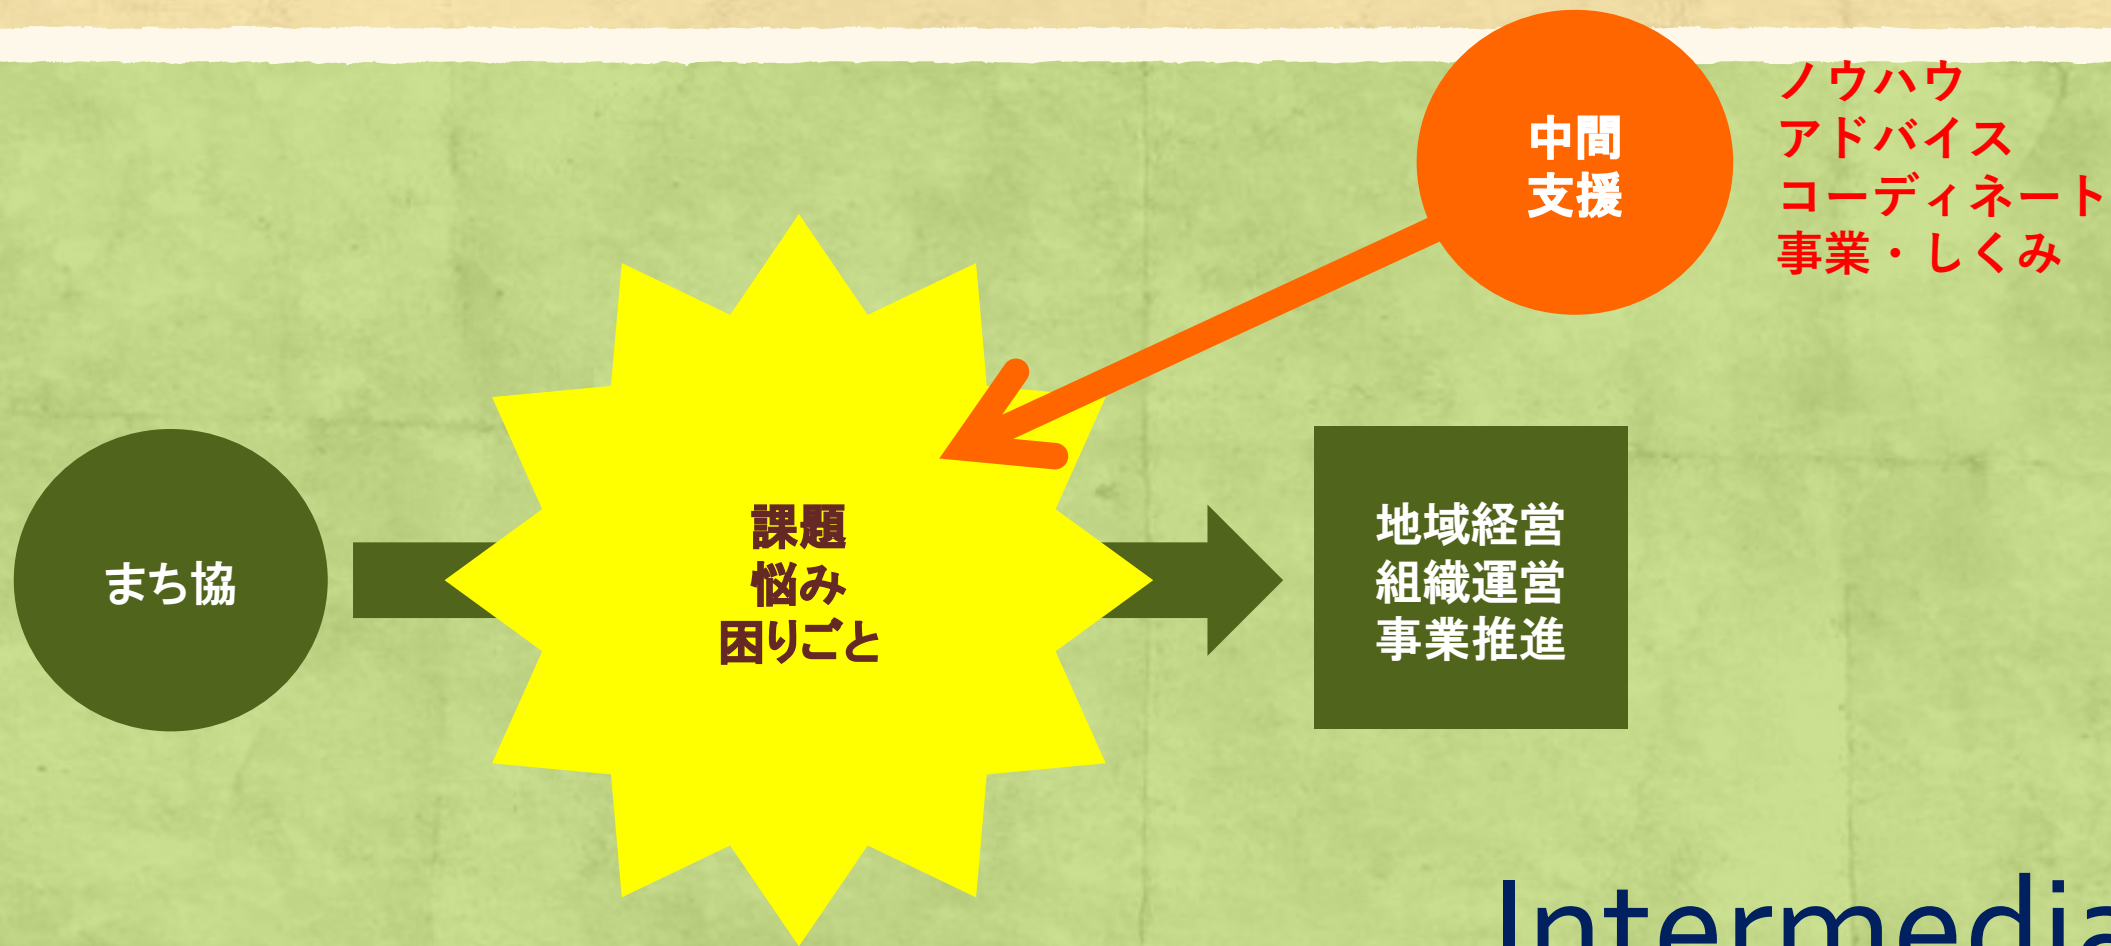 中間
支援
ノウハウ
アドバイス
コーディネート
事業・しくみ
まち協
課題
悩み
困りごと
地域経営
組織運営
事業推進